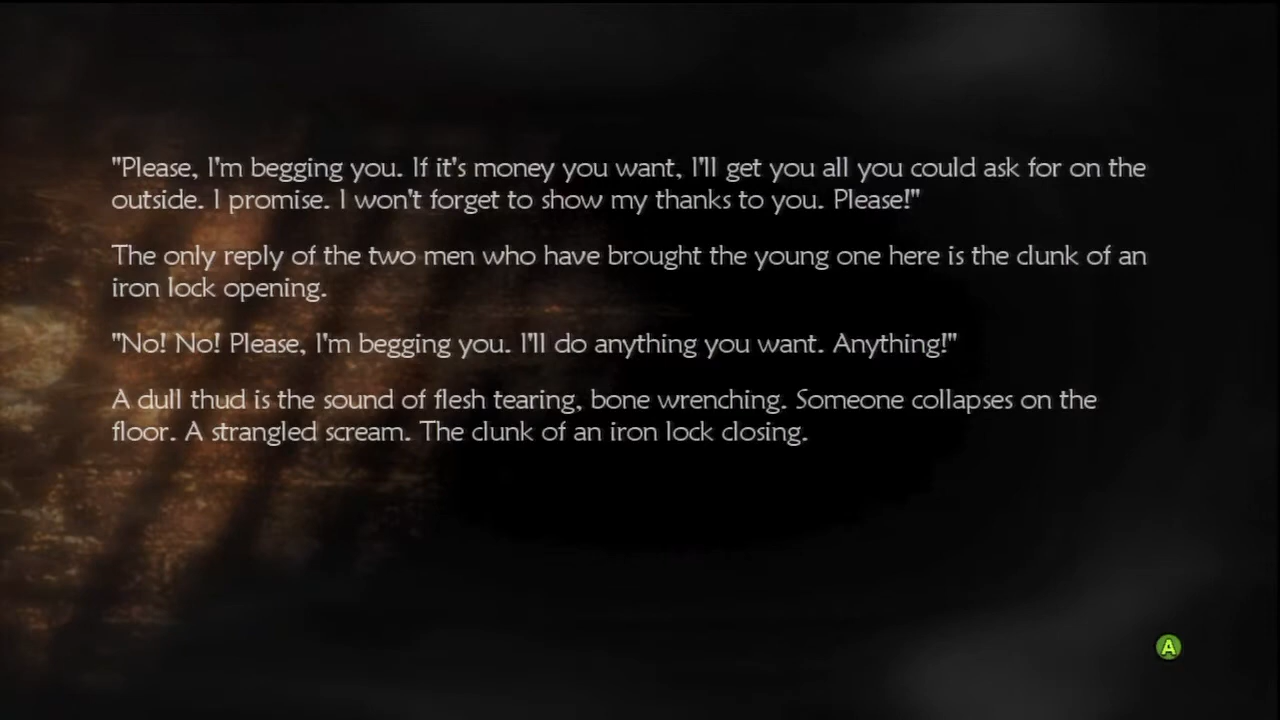 "Please, I'm begging you. If it's money you want, I'll get you all you could ask for on the
outside. I promise. I won't forget to show my thanks to you. Please!"
The only reply of the two men who have brought the young one here is the clunk of an
iron lock opening.
"No! No! Please, I'm begging you. I'll do anything you want. Anything!"
A dull thud is the sound of flesh tearing, bone wrenching. Someone collapses on the
floor. A strangled scream. The clunk of an iron lock closing.
A